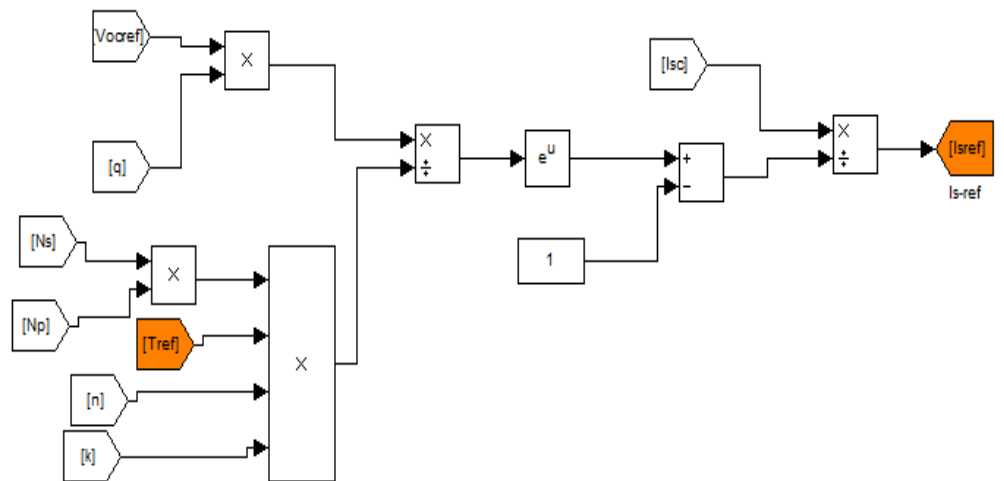 [Vocref]
X
[q]
X
÷
e^u
+
−
1
[Isc]
X
÷
[Isref]
Is-ref
[Ns]
X
[Np]
[Tref]
X
[n]
[k]